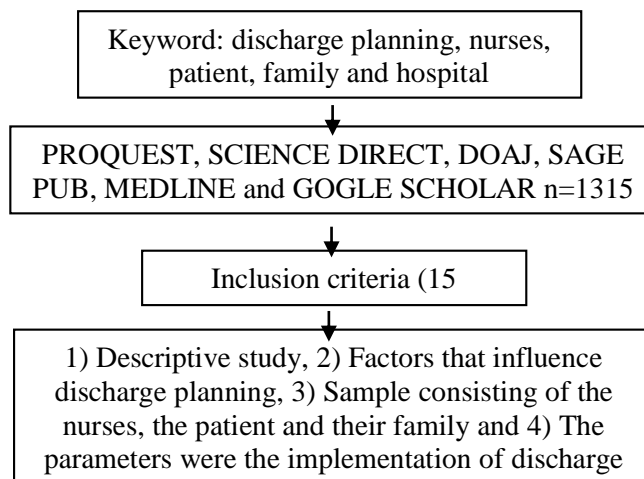 Keyword: discharge planning, nurses,
patient, family and hospital
PROQUEST, SCIENCE DIRECT, DOAJ, SAGE
PUB, MEDLINE and GOGLE SCHOLAR n=1315
Inclusion criteria (15
1) Descriptive study, 2) Factors that influence
discharge planning, 3) Sample consisting of the
nurses, the patient and their family and 4) The
parameters were the implementation of discharge